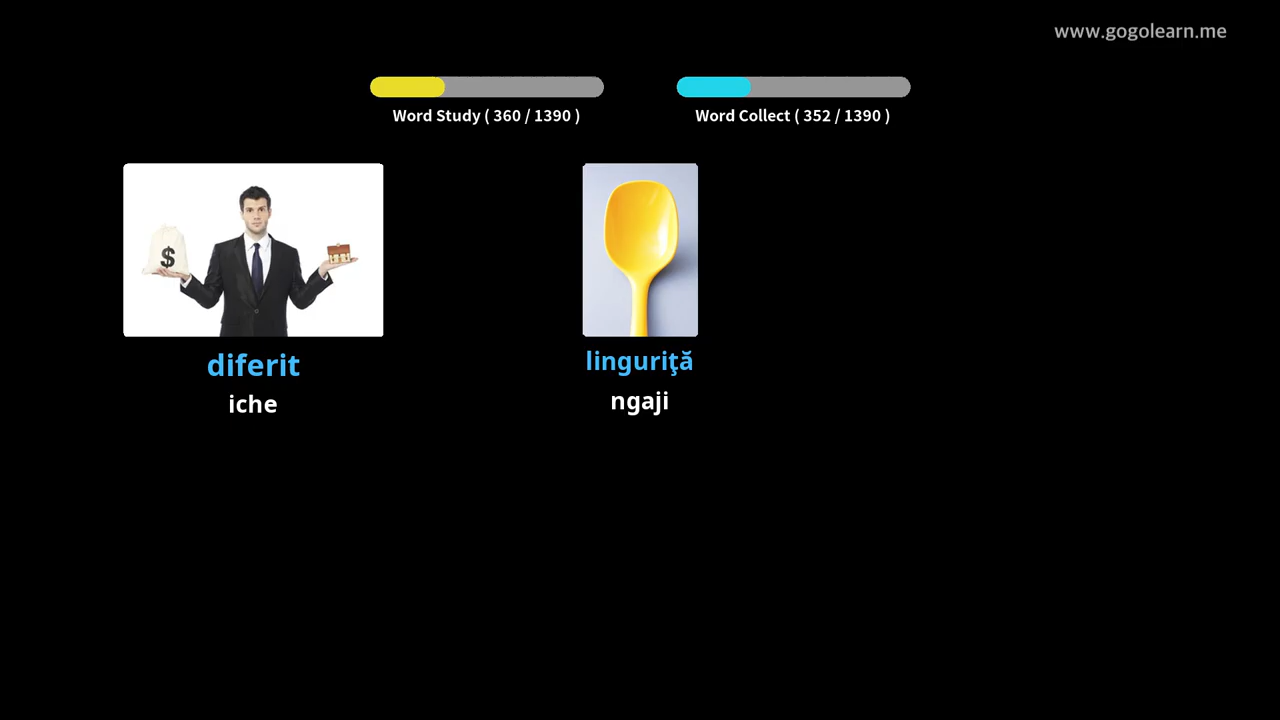 www.gogolearn.me
Word Study ( 360 / 1390 )
Word Collect ( 352 / 1390 )
$
diferit
iche
linguriţă
ngaji